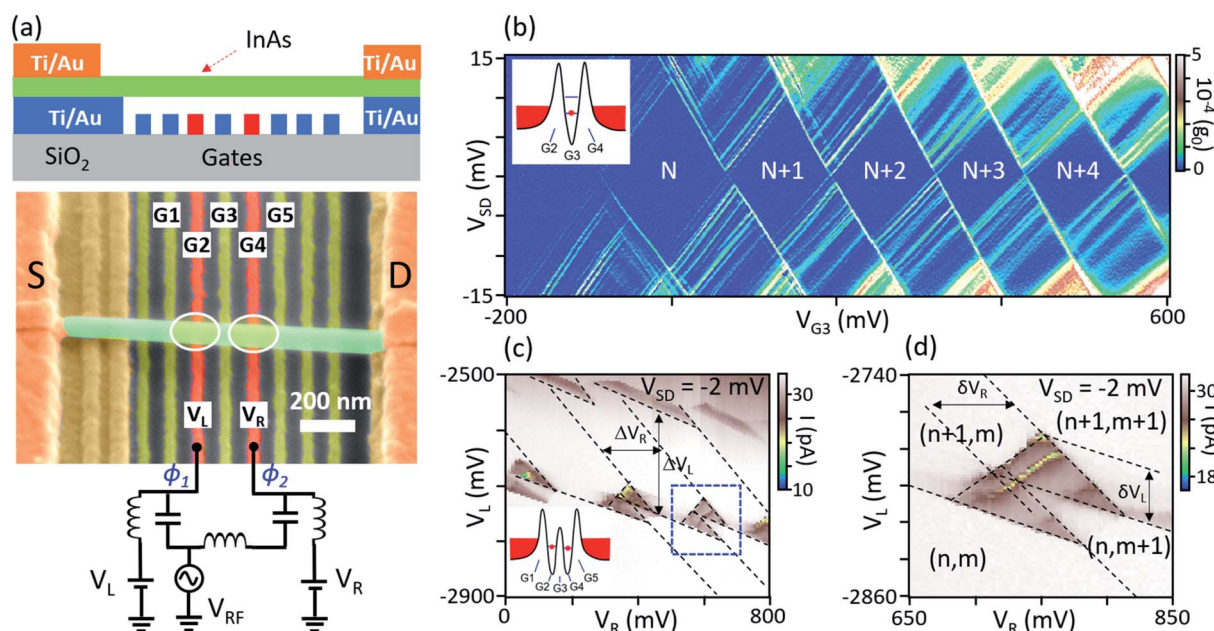 (a)
InAs
Ti/Au
Ti/Au
Ti/Au
Ti/Au
SiO2
Gates
G1
G3
G5
G2
G4
S
D
VL
VR
200 nm
ϕ1
ϕ2
VL
VRF
VR
(b)
15
VSD (mV)
-15
G2
G3
G4
N
N+1
N+2
N+3
N+4
-200
VG3 (mV)
600
5
10-4 (g0)
0
(c)
-2500
VL (mV)
-2900
VSD = -2 mV
ΔVR
ΔVL
G1
G2
G3
G4
G5
0
VR (mV)
800
30
I (pA)
10
(d)
-2740
VL (mV)
-2860
VSD = -2 mV
δVR
(n+1,m+1)
(n+1,m)
δVL
(n,m)
(n,m+1)
650
VR (mV)
850
30
I (pA)
18